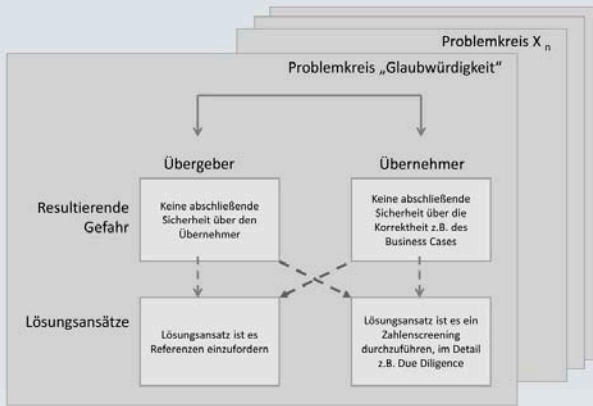 Problemkreis X n
Problemkreis „Glaubwürdigkeit“
Übergeber
Übernehmer
Resultierende
Gefahr
Keine abschließende
Sicherheit über den
Übernehmer
Keine abschließende
Sicherheit über die
Korrektheit z.B. des
Business Cases
Lösungsansätze
Lösungsansatz ist es
Referenzen einzufordern
Lösungsansatz ist es ein
Zahlenscreening
durchzuführen, im Detail
z.B. Due Diligence